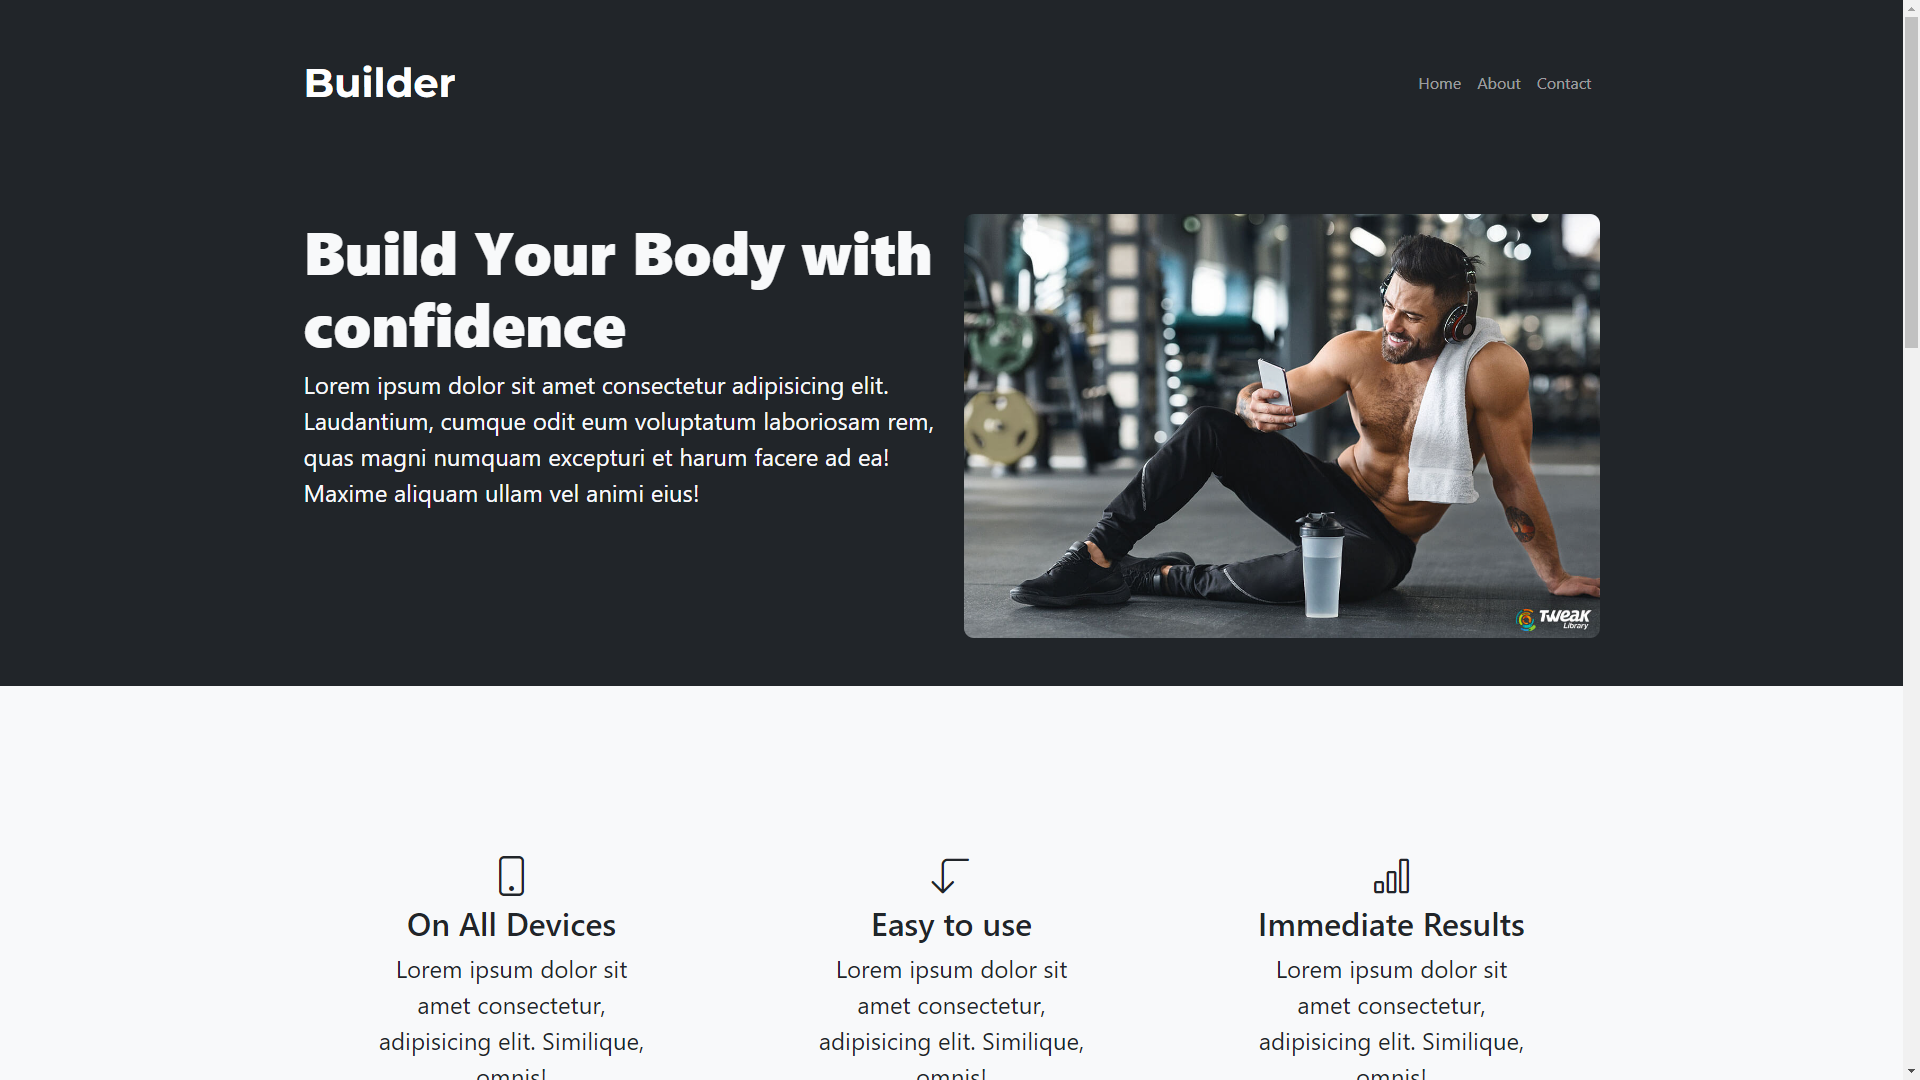 Builder
Home About Contact
Build Your Body with
confidence
Lorem ipsum dolor sit amet consectetur adipisicing elit.
Laudantium, cumque odit eum voluptatum laboriosam rem,
quas magni numquam excepturi et harum facere ad ea!
Maxime aliquam ullam vel animi eius!
TWEAK
Library
On All Devices
Lorem ipsum dolor sit
amet consectetur,
adipisicing elit. Similique,
omnis!
Easy to use
Lorem ipsum dolor sit
amet consectetur,
adipisicing elit. Similique,
omnis!
Immediate Results
Lorem ipsum dolor sit
amet consectetur,
adipisicing elit. Similique,
omnis!